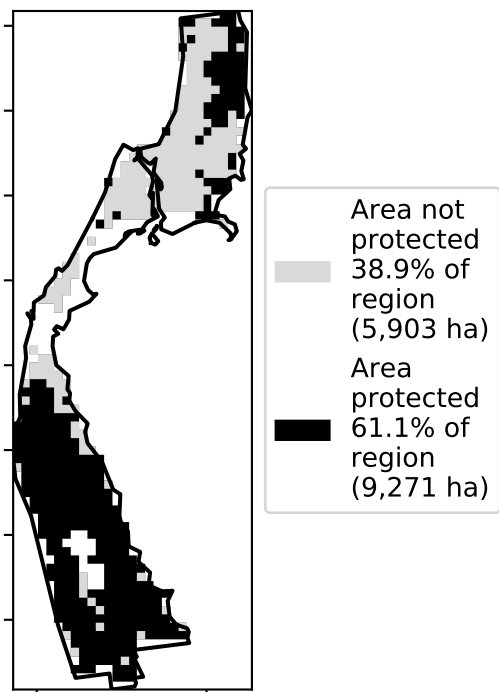 Area not
protected
38.9% of
region
(5,903 ha)
Area
protected
61.1% of
region
(9,271 ha)